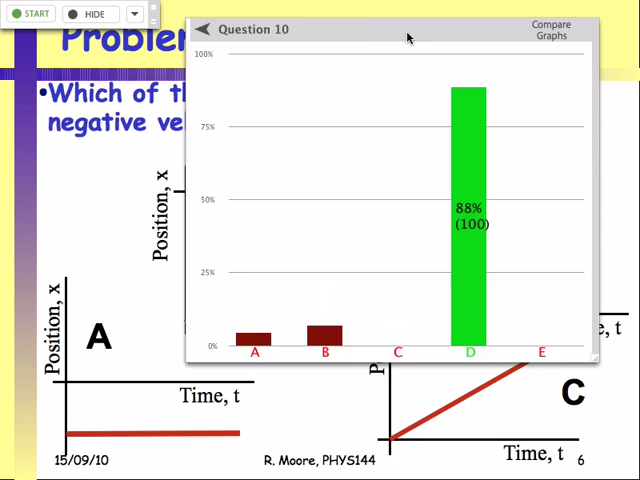 START
HIDE
Problem
Question 10
Compare
Graphs
•Which of th
negative ve
100%
75%
50%
25%
0%
88%
(100)
A
B
C
D
E
Position, x
Position, x
A
Time, t
e, t
C
Time, t
15/09/10
R. Moore, PHYS144
6